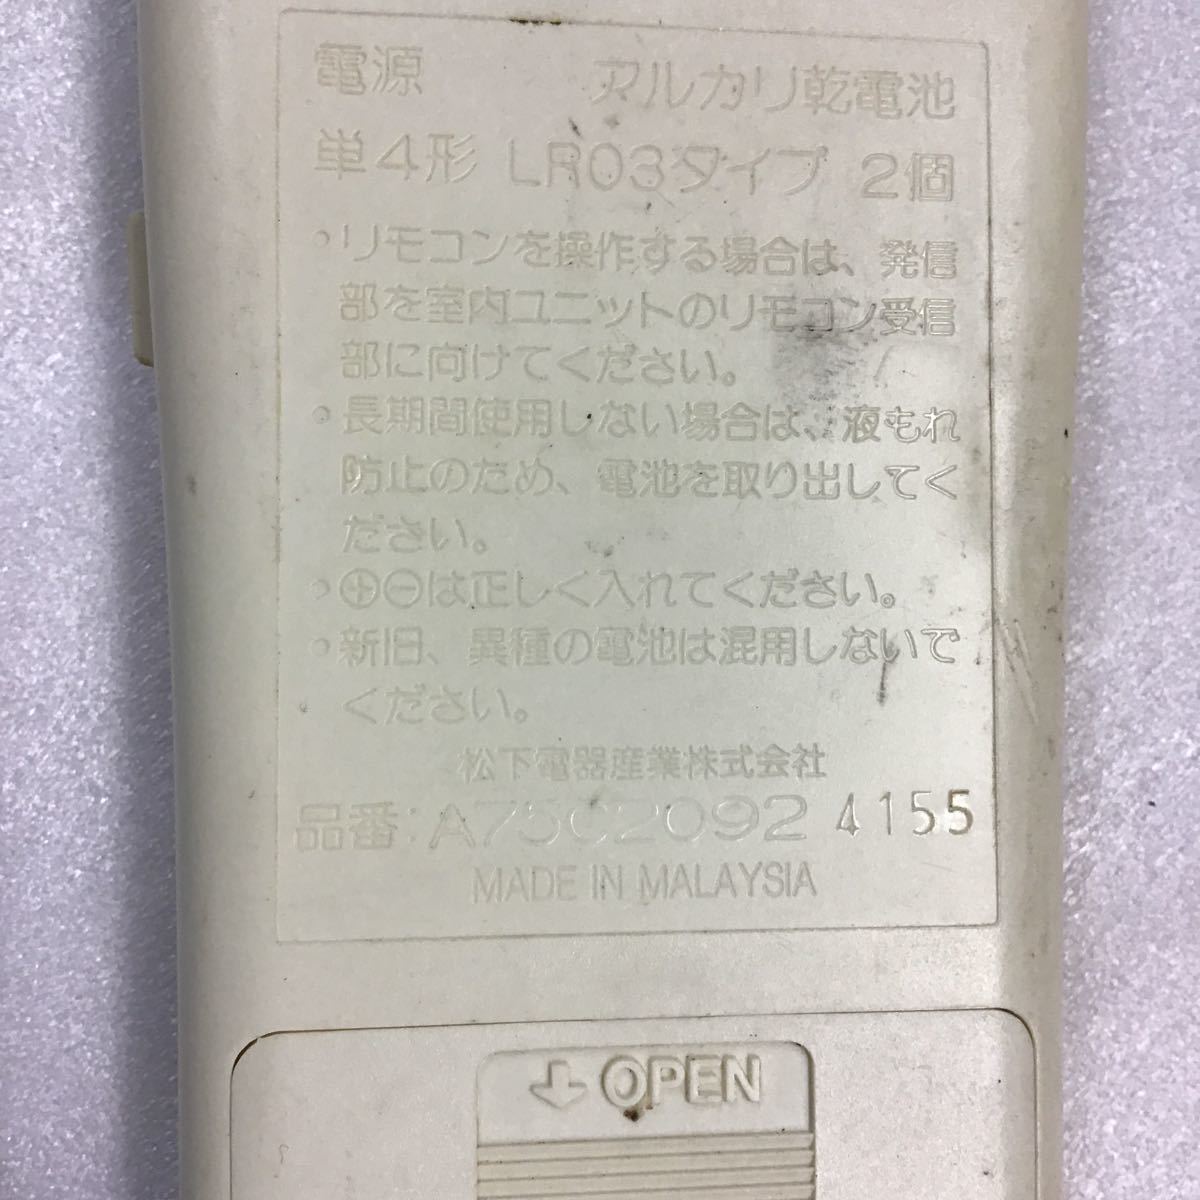 電源 アルカリ乾電池
単4形 LR03タイプ 2個
・リモコンを操作する場合は、発信
部を室内ユニットのリモコン受信
部に向けてください。
・長期間使用しない場合は、液もれ
防止のため、電池を取り出してく
ださい。
・⊕⊖は正しく入れてください。
・新旧、異種の電池は混用しないで
ください。
松下電器産業株式会社
品番:A75C2092 4155
MADE IN MALAYSIA
↓OPEN